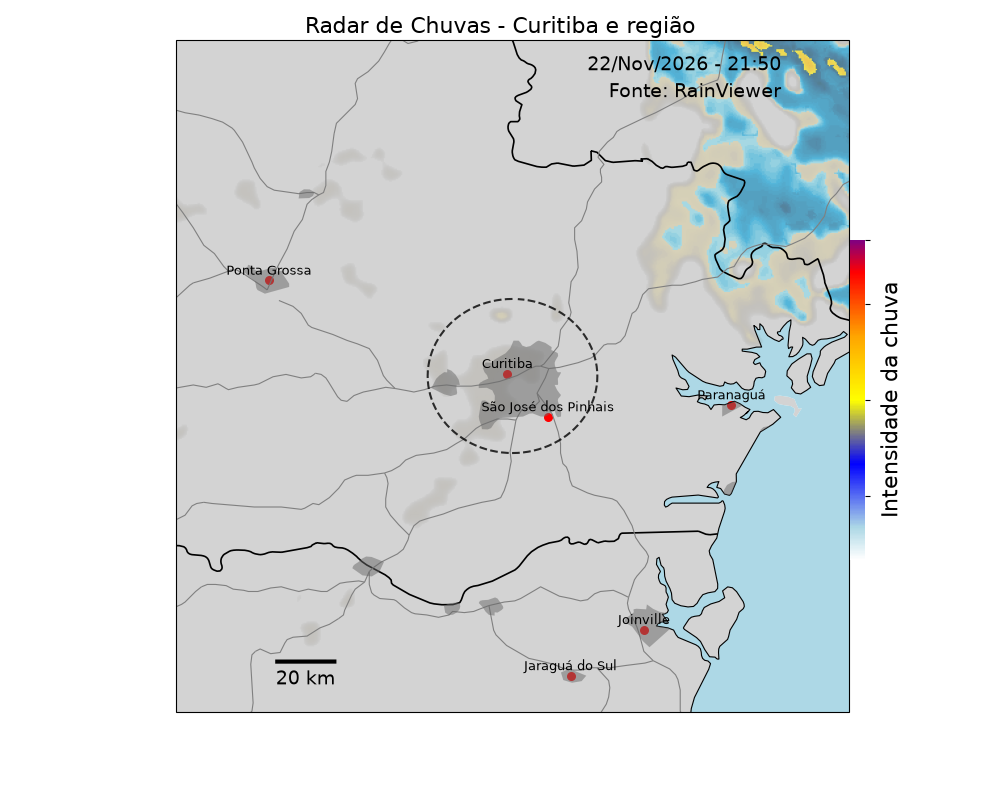 Radar de Chuvas - Curitiba e região
22/Nov/2026 - 21:50
Fonte: RainViewer
Ponta Grossa
Curitiba
São José dos Pinhais
Paranaguá
Intensidade da chuva
Joinville
Jaraguá do Sul
20 km